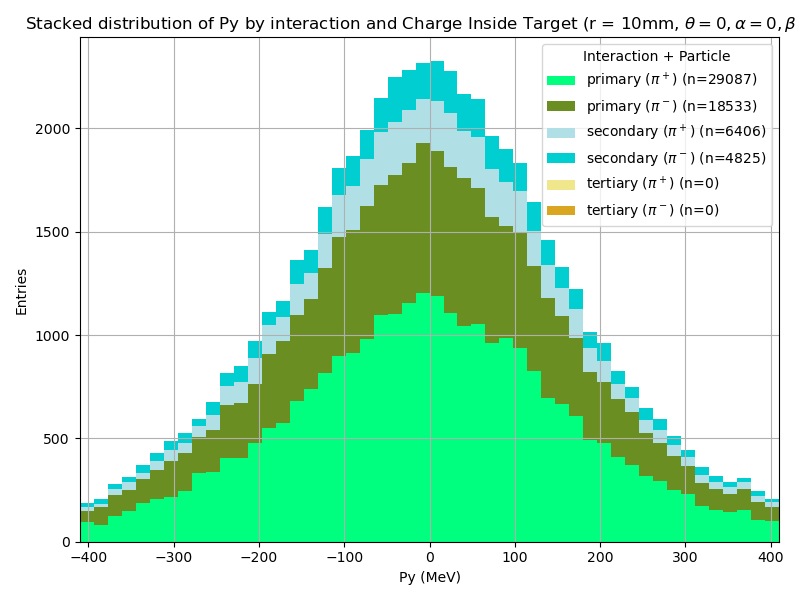 Stacked distribution of Py by interaction and Charge Inside Target (r = 10mm, θ = 0, α = 0, β
Interaction + Particle
primary (π⁺) (n=29087)
primary (π⁻) (n=18533)
secondary (π⁺) (n=6406)
secondary (π⁻) (n=4825)
tertiary (π⁺) (n=0)
tertiary (π⁻) (n=0)
Entries
2000
1500
1000
500
0
−400 −300 −200 −100 0 100 200 300 400
Py (MeV)